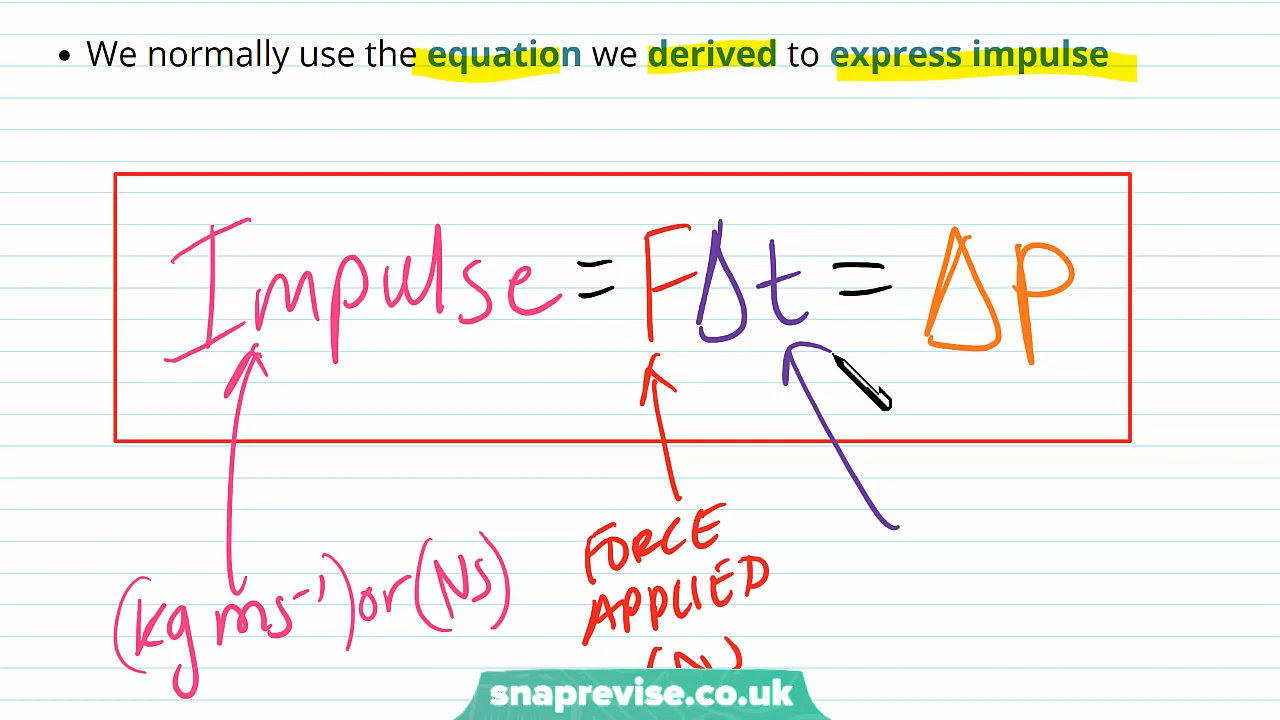 • We normally use the equation we derived to express impulse
Impulse = FΔt = Δp
(kg ms⁻¹) or (Ns)
FORCE
APPLIED
(N)
snaprevise.co.uk